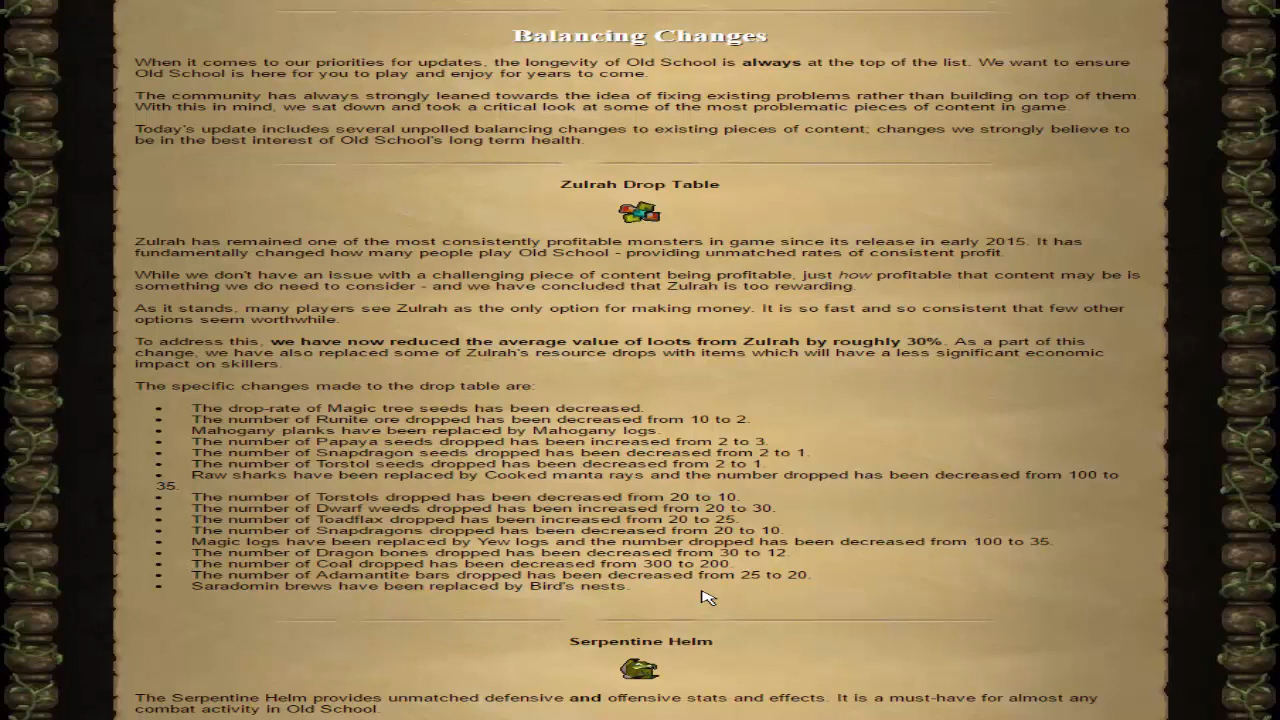 Balancing Changes
When it comes to our priorities for updates, the longevity of Old School is always at the top of the list. We want to ensure
Old School is here for you to play and enjoy for years to come.
The community has always strongly leaned towards the idea of fixing existing problems rather than building on top of them.
With this in mind, we sat down and took a critical look at some of the most problematic pieces of content in game.
Today's update includes several unpolled balancing changes to existing pieces of content; changes we strongly believe to
be in the best interest of Old School's long term health.
Zulrah Drop Table
Zulrah has remained one of the most consistently profitable monsters in game since its release in early 2015. It has
fundamentally changed how many people play Old School - providing unmatched rates of consistent profit.
While we don't have an issue with a challenging piece of content being profitable, just how profitable that content may be is
something we do need to consider - and we have concluded that Zulrah is too rewarding.
As it stands, many players see Zulrah as the only option for making money. It is so fast and so consistent that few other
options seem worthwhile.
To address this, we have now reduced the average value of loots from Zulrah by roughly 30%. As a part of this
change, we have also replaced some of Zulrah's resource drops with items which will have a less significant economic
impact on skillers.
The specific changes made to the drop table are:
• The drop-rate of Magic tree seeds has been decreased.
• The number of Runite ore dropped has been decreased from 10 to 2.
• Mahogany planks have been replaced by Mahogany logs.
• The number of Papaya seeds dropped has been increased from 2 to 3.
• The number of Snapdragon seeds dropped has been decreased from 2 to 1.
• The number of Torstol seeds dropped has been decreased from 2 to 1.
• Raw sharks have been replaced by Cooked manta rays and the number dropped has been decreased from 100 to
35.
• The number of Torstols dropped has been decreased from 20 to 10.
• The number of Dwarf weeds dropped has been increased from 20 to 30.
• The number of Toadflax dropped has been increased from 20 to 25.
• The number of Snapdragons dropped has been decreased from 20 to 10.
• Magic logs have been replaced by Yew logs and the number dropped has been decreased from 100 to 35.
• The number of Dragon bones dropped has been decreased from 30 to 12.
• The number of Coal dropped has been decreased from 300 to 200.
• The number of Adamantite bars dropped has been decreased from 25 to 20.
• Saradomin brews have been replaced by Bird's nests.
Serpentine Helm
The Serpentine Helm provides unmatched defensive and offensive stats and effects. It is a must-have for almost any
combat activity in Old School.